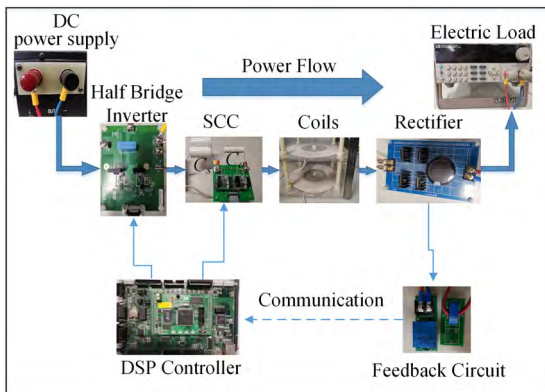 DC
power supply
Electric Load
Power Flow
Half Bridge
Inverter
SCC
Coils
Rectifier
Communication
DSP Controller
Feedback Circuit